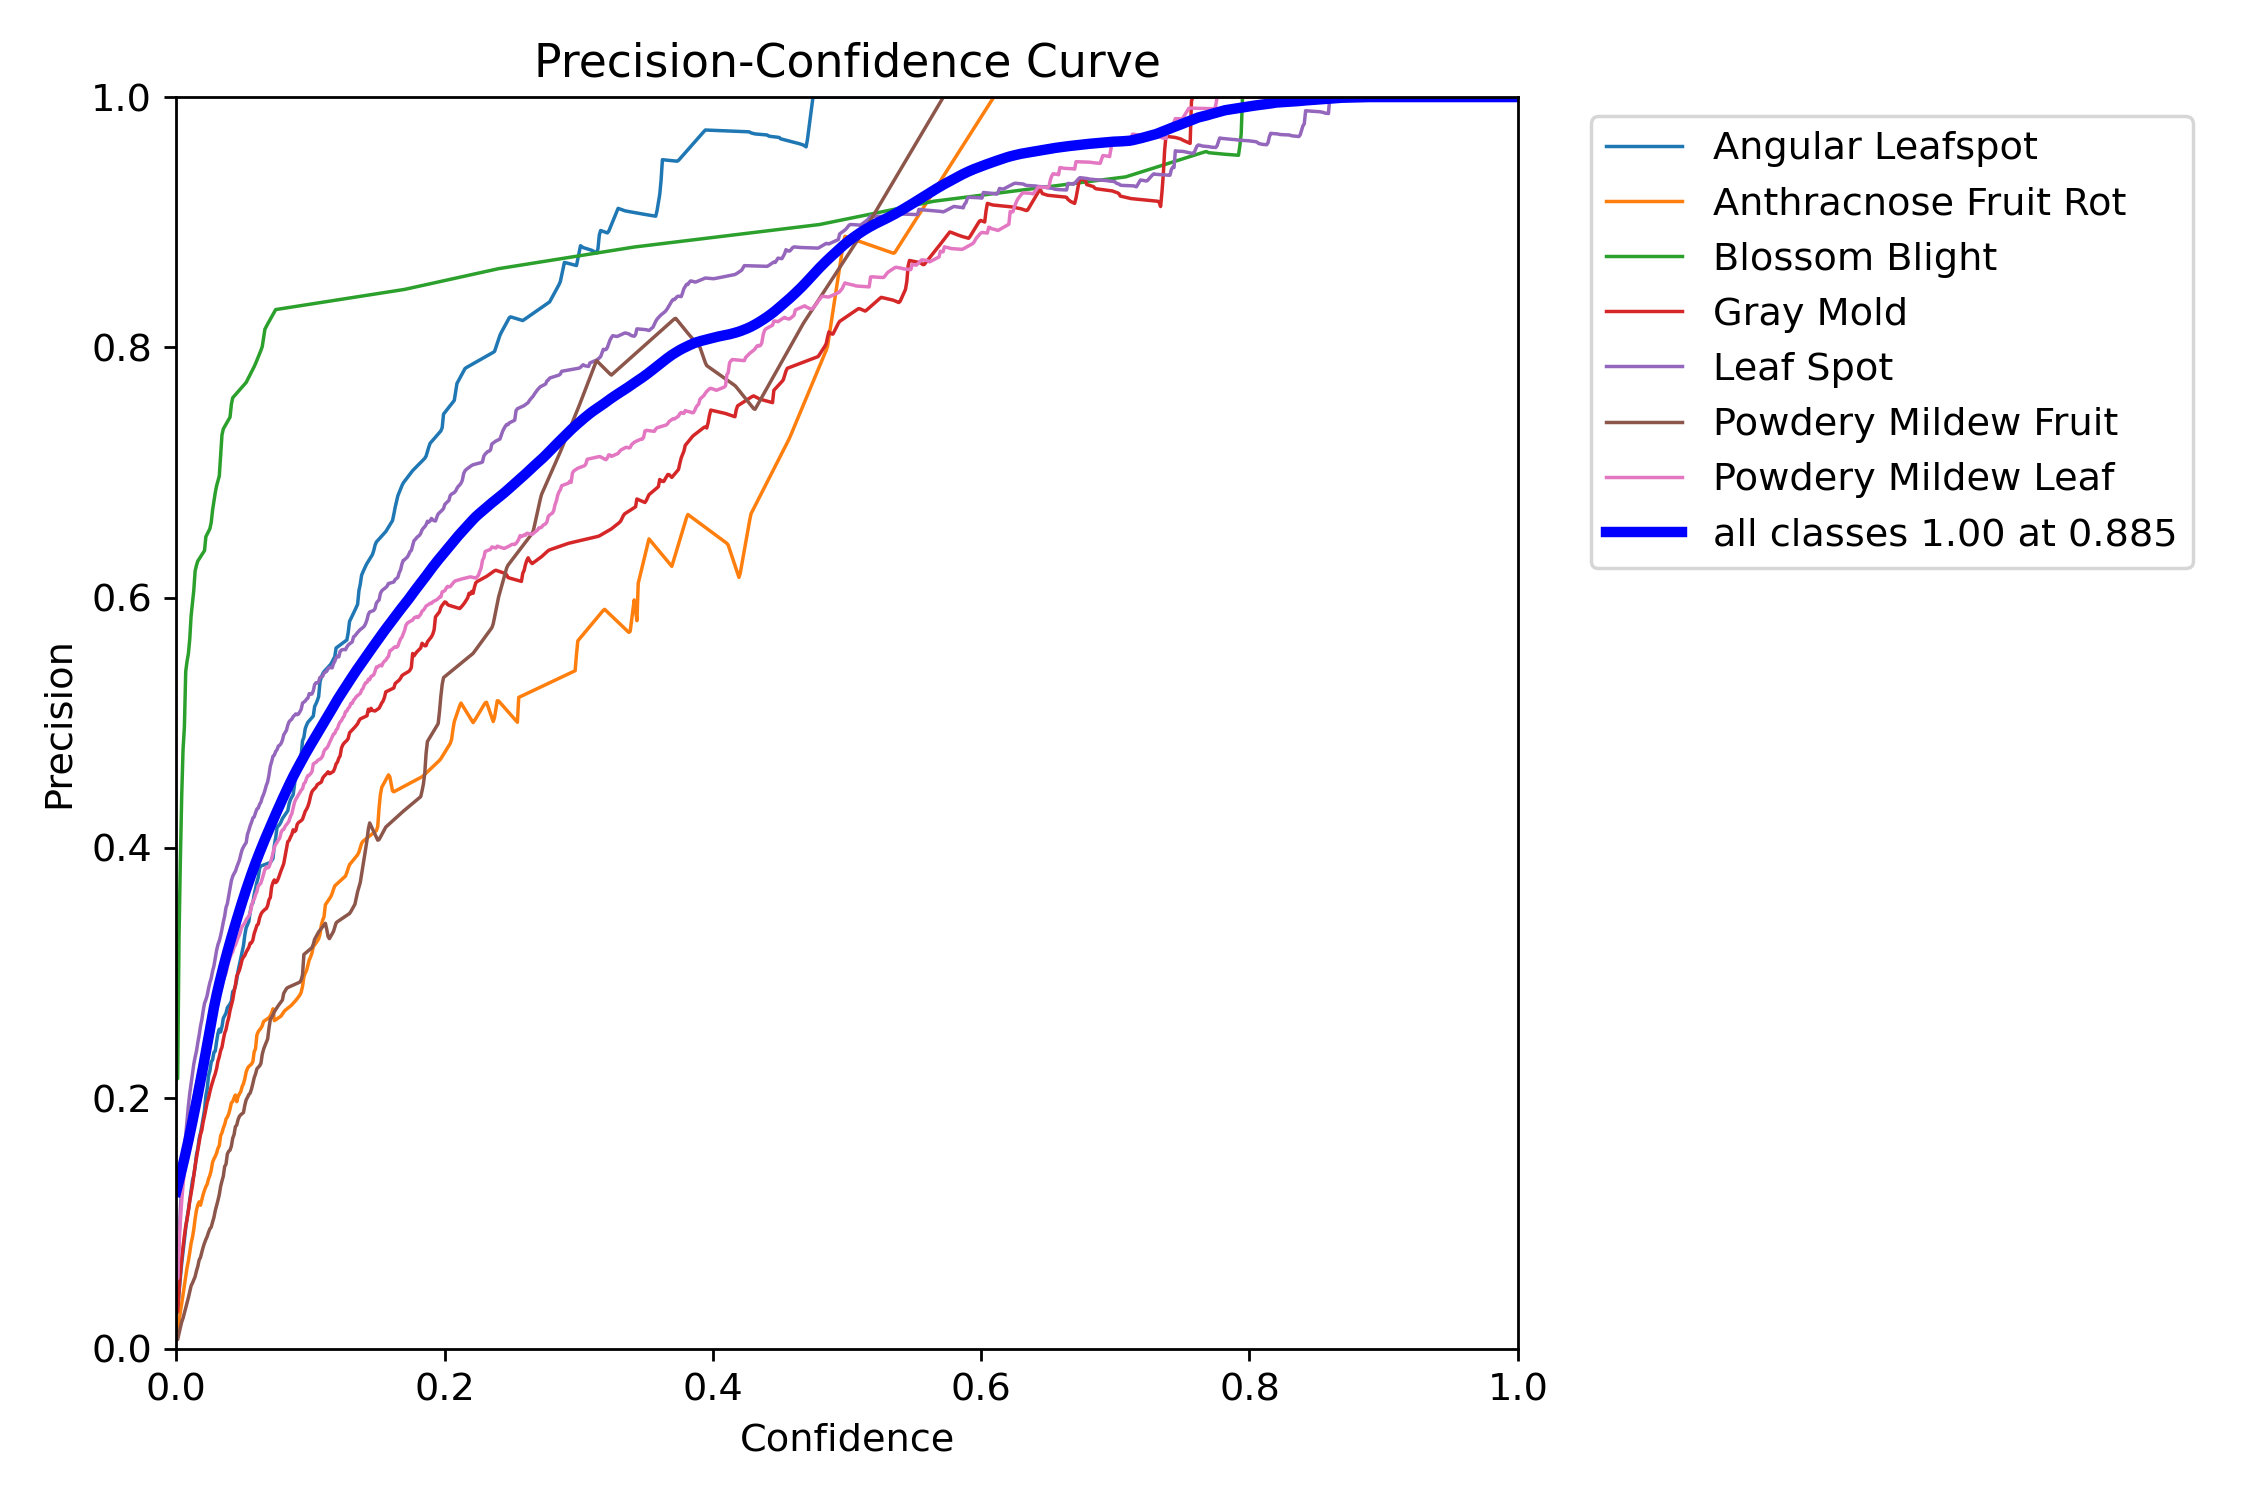 Precision-Confidence Curve
1.0
0.8
0.6
0.4
0.2
0.0
Precision
0.0 0.2 0.4 0.6 0.8 1.0
Confidence
Angular Leafspot
Anthracnose Fruit Rot
Blossom Blight
Gray Mold
Leaf Spot
Powdery Mildew Fruit
Powdery Mildew Leaf
all classes 1.00 at 0.885